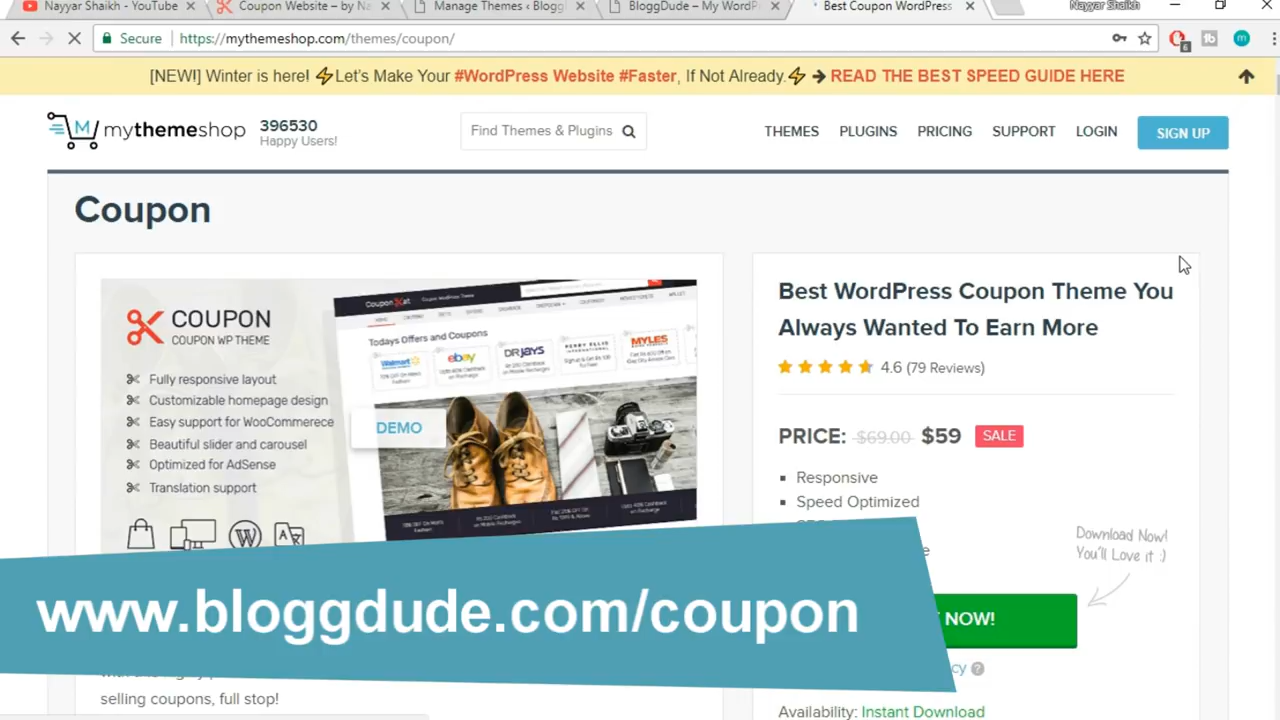 Nayyar Shaikh - YouTube
Coupon Website – by Na
Manage Themes ‹ Blogg
BloggDude – My WordP
Best Coupon WordPress
Nayyar Shaikh
Secure
https://mythemeshop.com/themes/coupon/
6
m
[NEW!] Winter is here! ⚡Let's Make Your #WordPress Website #Faster, If Not Already.⚡ ➔ READ THE BEST SPEED GUIDE HERE
M
mythemeshop
396530
Happy Users!
Find Themes & Plugins
THEMES
PLUGINS
PRICING
SUPPORT
LOGIN
SIGN UP
Coupon
COUPON
COUPON WP THEME
Fully responsive layout
Customizable homepage design
Easy support for WooCommerece
Beautiful slider and carousel
Optimized for AdSense
Translation support
Todays Offers and Coupons
Walmart
ebay
DRJAYS
MYLES
DEMO
Best WordPress Coupon Theme You
Always Wanted To Earn More
4.6 (79 Reviews)
PRICE: $69.00 $59 SALE
Responsive
Speed Optimized
Download Now!
You'll Love it :)
NOW!
www.bloggdude.com/coupon
selling coupons, full stop!
Availability: Instant Download